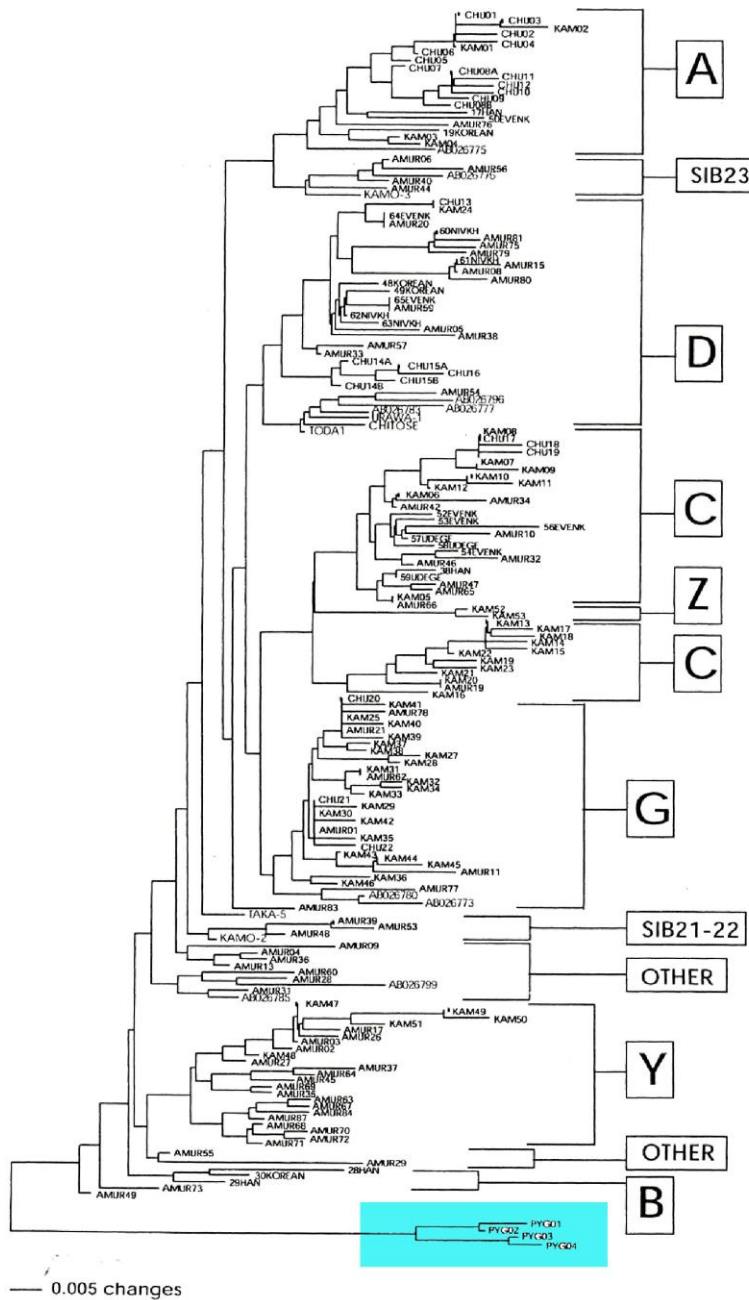 CHU01
CHU03
KAM02
CHU02
KAM01
CHU04
CHU06
CHU05
CHU07
CHU08A
CHU11
CHU12
CHU10
CHU09
CHU08B
17HAN
50EVENK
AMUR76
19KOREAN
KAM03
KAM04
AB026775
A
AMUR06
AMUR56
AB026776
AMUR40
AMUR44
KAMO-3
SIB23
CHU13
KAM24
64EVENK
AMUR20
60NIVKH
AMUR81
AMUR75
AMUR79
61NIVKH
AMUR15
AMUR08
AMUR80
48KOREAN
49KOREAN
65EVENK
AMUR59
62NIVKH
63NIVKH
AMUR05
AMUR38
AMUR57
AMUR33
CHU14A
CHU15A
CHU16
CHU15B
CHU14B
AMUR54
AB026796
AB026777
AB026783
URAWA-1
CHITOSE
TODA1
D
KAM08
CHU17
CHU18
CHU19
KAM07
KAM09
KAM10
KAM11
KAM12
KAM06
AMUR34
AMUR42
52EVENK
53EVENK
56EVENK
AMUR10
57UDEGE
58UDEGE
54EVENK
AMUR32
AMUR46
38HAN
59UDEGE
AMUR47
AMUR65
KAM05
AMUR66
C
KAM52
KAM53
Z
KAM13
KAM17
KAM18
KAM14
KAM15
KAM22
KAM19
KAM23
KAM21
KAM20
AMUR19
KAM16
C
CHU20
KAM41
AMUR78
KAM25
KAM40
AMUR21
KAM39
KAM37
KAM38
KAM27
KAM28
KAM31
AMUR62
KAM32
KAM34
KAM33
CHU21
KAM29
KAM30
KAM42
AMUR01
KAM35
CHU22
KAM43
KAM44
KAM45
AMUR11
KAM36
KAM46
AMUR77
AB026780
AB026773
AMUR83
TAKA-5
G
AMUR39
AMUR53
AMUR48
KAMO-2
SIB21-22
AMUR09
AMUR04
AMUR36
AMUR13
AMUR60
AMUR28
AB026799
AMUR31
AB026785
OTHER
KAM47
KAM49
KAM50
KAM51
AMUR17
AMUR26
AMUR03
AMUR02
KAM48
AMUR27
AMUR37
AMUR64
AMUR45
AMUR69
AMUR35
AMUR63
AMUR67
AMUR84
AMUR87
AMUR68
AMUR70
AMUR72
AMUR71
Y
AMUR55
AMUR29
OTHER
28HAN
30KOREAN
29HAN
AMUR73
AMUR49
B
PYG01
PYG02
PYG03
PYG04
0.005 changes